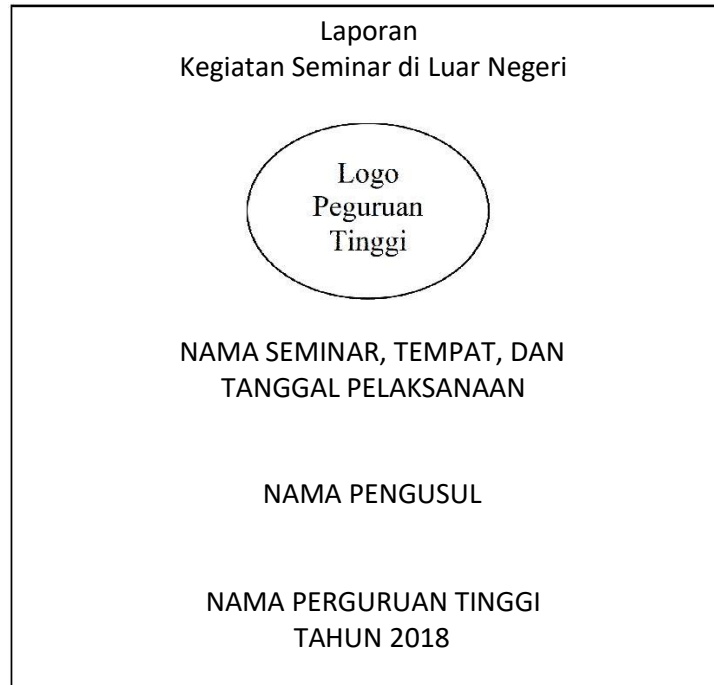 Laporan
Kegiatan Seminar di Luar Negeri
Logo
Peguruan
Tinggi
NAMA SEMINAR, TEMPAT, DAN
TANGGAL PELAKSANAAN
NAMA PENGUSUL
NAMA PERGURUAN TINGGI
TAHUN 2018